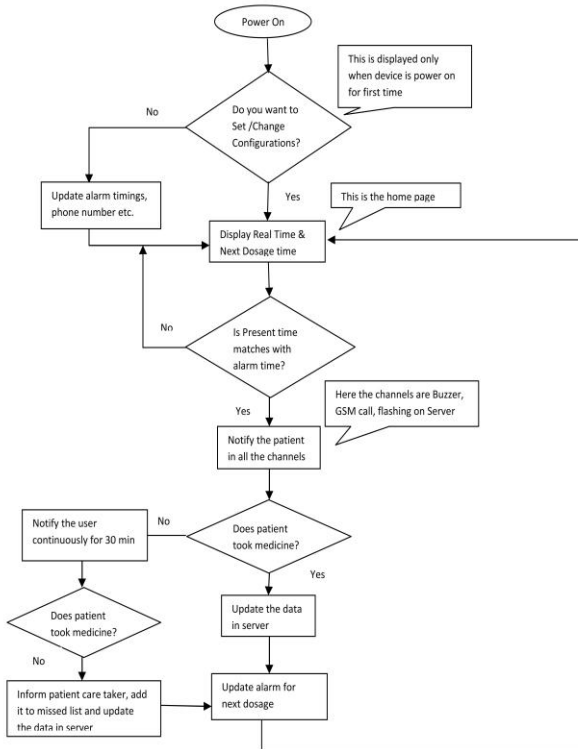 Power On
This is displayed only
when device is power on
for first time
Do you want to
Set /Change
Configurations?
No
Yes
Update alarm timings,
phone number etc.
This is the home page
Display Real Time &
Next Dosage time
No
Is Present time
matches with
alarm time?
Here the channels are Buzzer,
GSM call, flashing on Server
Yes
Notify the patient
in all the channels
Notify the user
continuously for 30 min
No
Does patient
took medicine?
Yes
Does patient
took medicine?
Update the data
in server
No
Inform patient care taker, add
it to missed list and update
the data in server
Update alarm for
next dosage